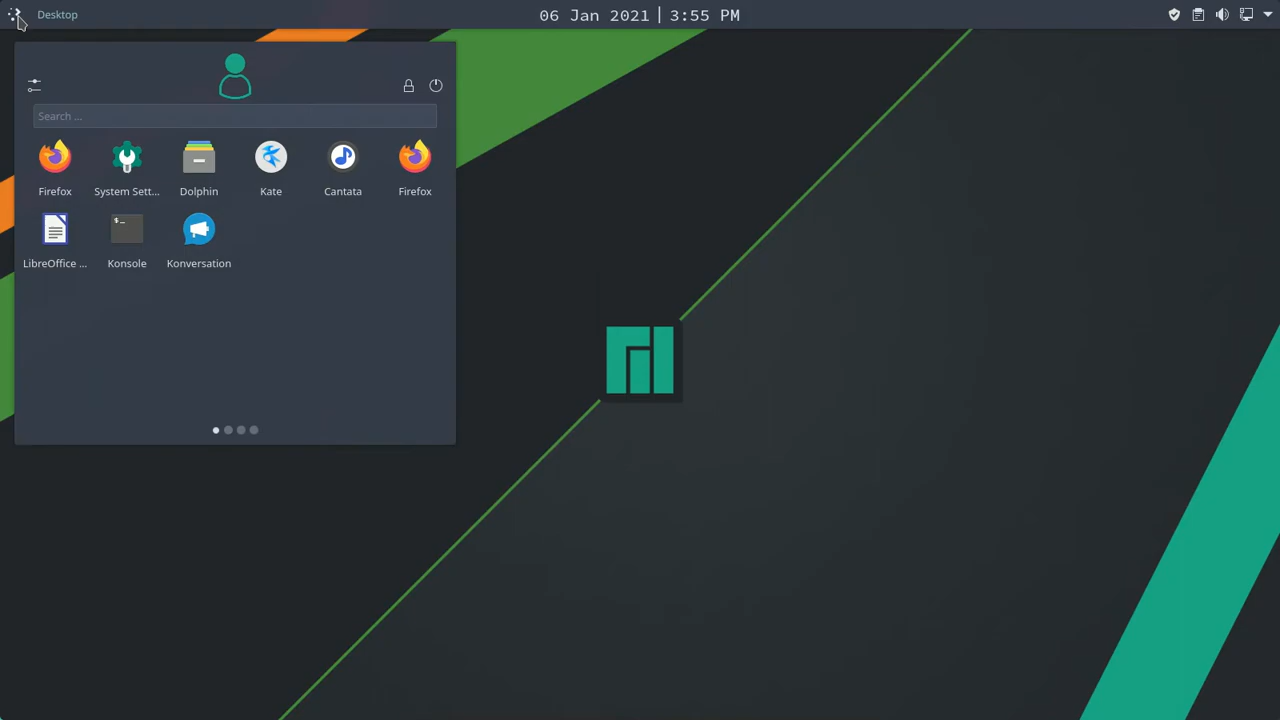 Desktop
06 Jan 2021 | 3:55 PM
Search ...
Firefox
System Sett...
Dolphin
Kate
Cantata
Firefox
LibreOffice ...
Konsole
Konversation